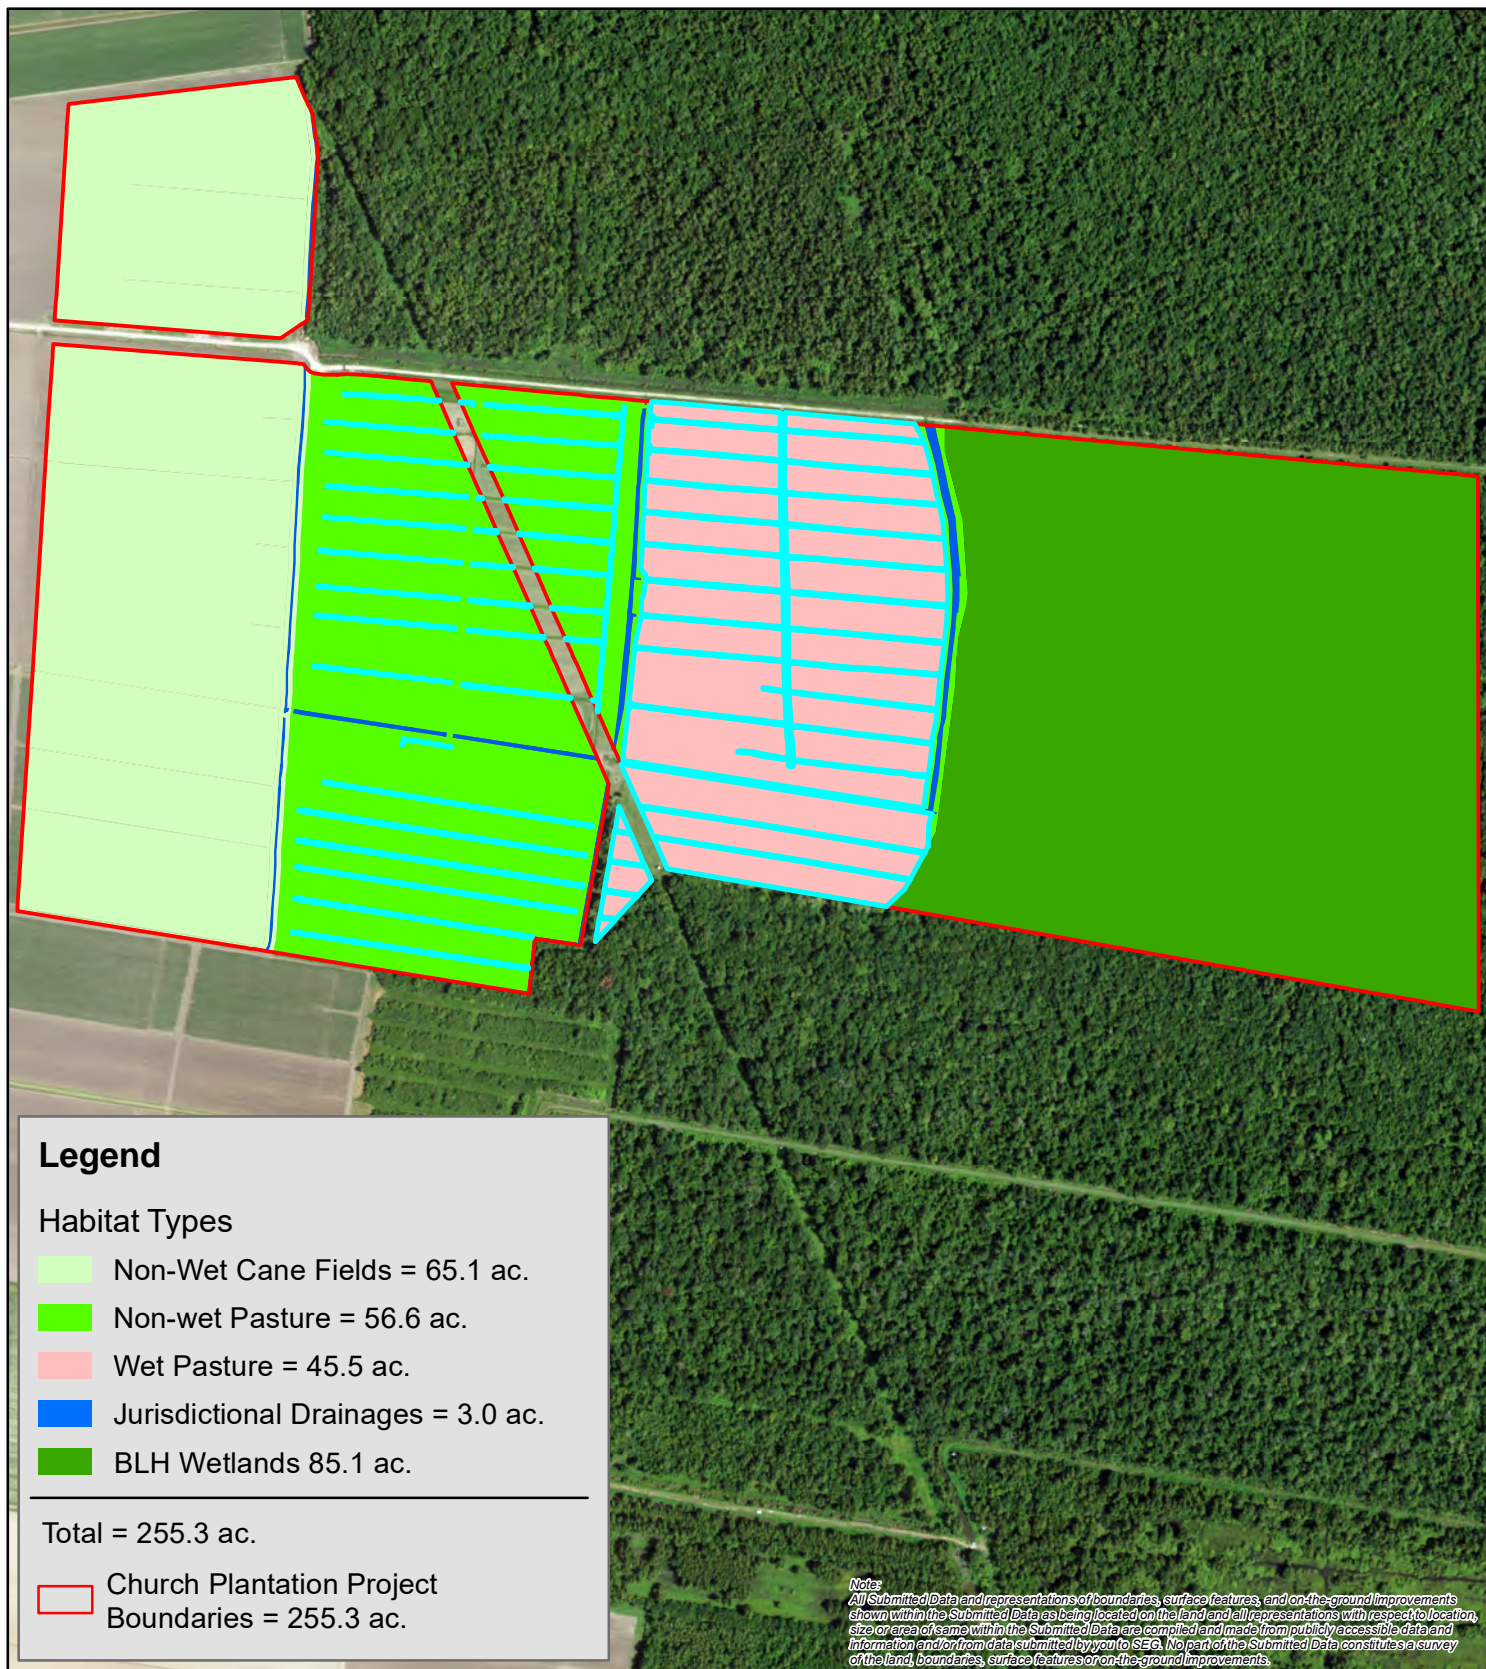 Legend
Habitat Types
Non-Wet Cane Fields = 65.1 ac.
Non-wet Pasture = 56.6 ac.
Wet Pasture = 45.5 ac.
Jurisdictional Drainages = 3.0 ac.
BLH Wetlands 85.1 ac.
Total = 255.3 ac.
Church Plantation Project
Boundaries = 255.3 ac.
Note:
All Submitted Data and representations of boundaries, surface features, and on-the-ground improvements
shown within the Submitted Data as being located on the land and all representations with respect to location,
size or area of same within the Submitted Data are compiled and made from publicly accessible data and
information and/or from data submitted by you to SEG. No part of the Submitted Data constitutes a survey
of the land, boundaries, surface features or on-the-ground improvements.